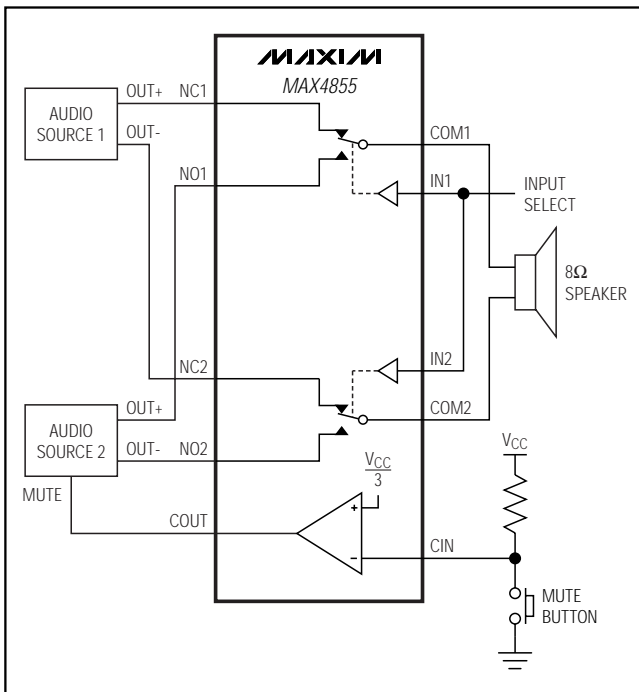 MAXIM
MAX4855
AUDIO
SOURCE 1
OUT+
OUT-
NC1
NO1
COM1
IN1
INPUT
SELECT
8Ω
SPEAKER
NC2
IN2
COM2
AUDIO
SOURCE 2
OUT+
OUT-
NO2
MUTE
COUT
VCC
3
+
−
CIN
VCC
MUTE
BUTTON